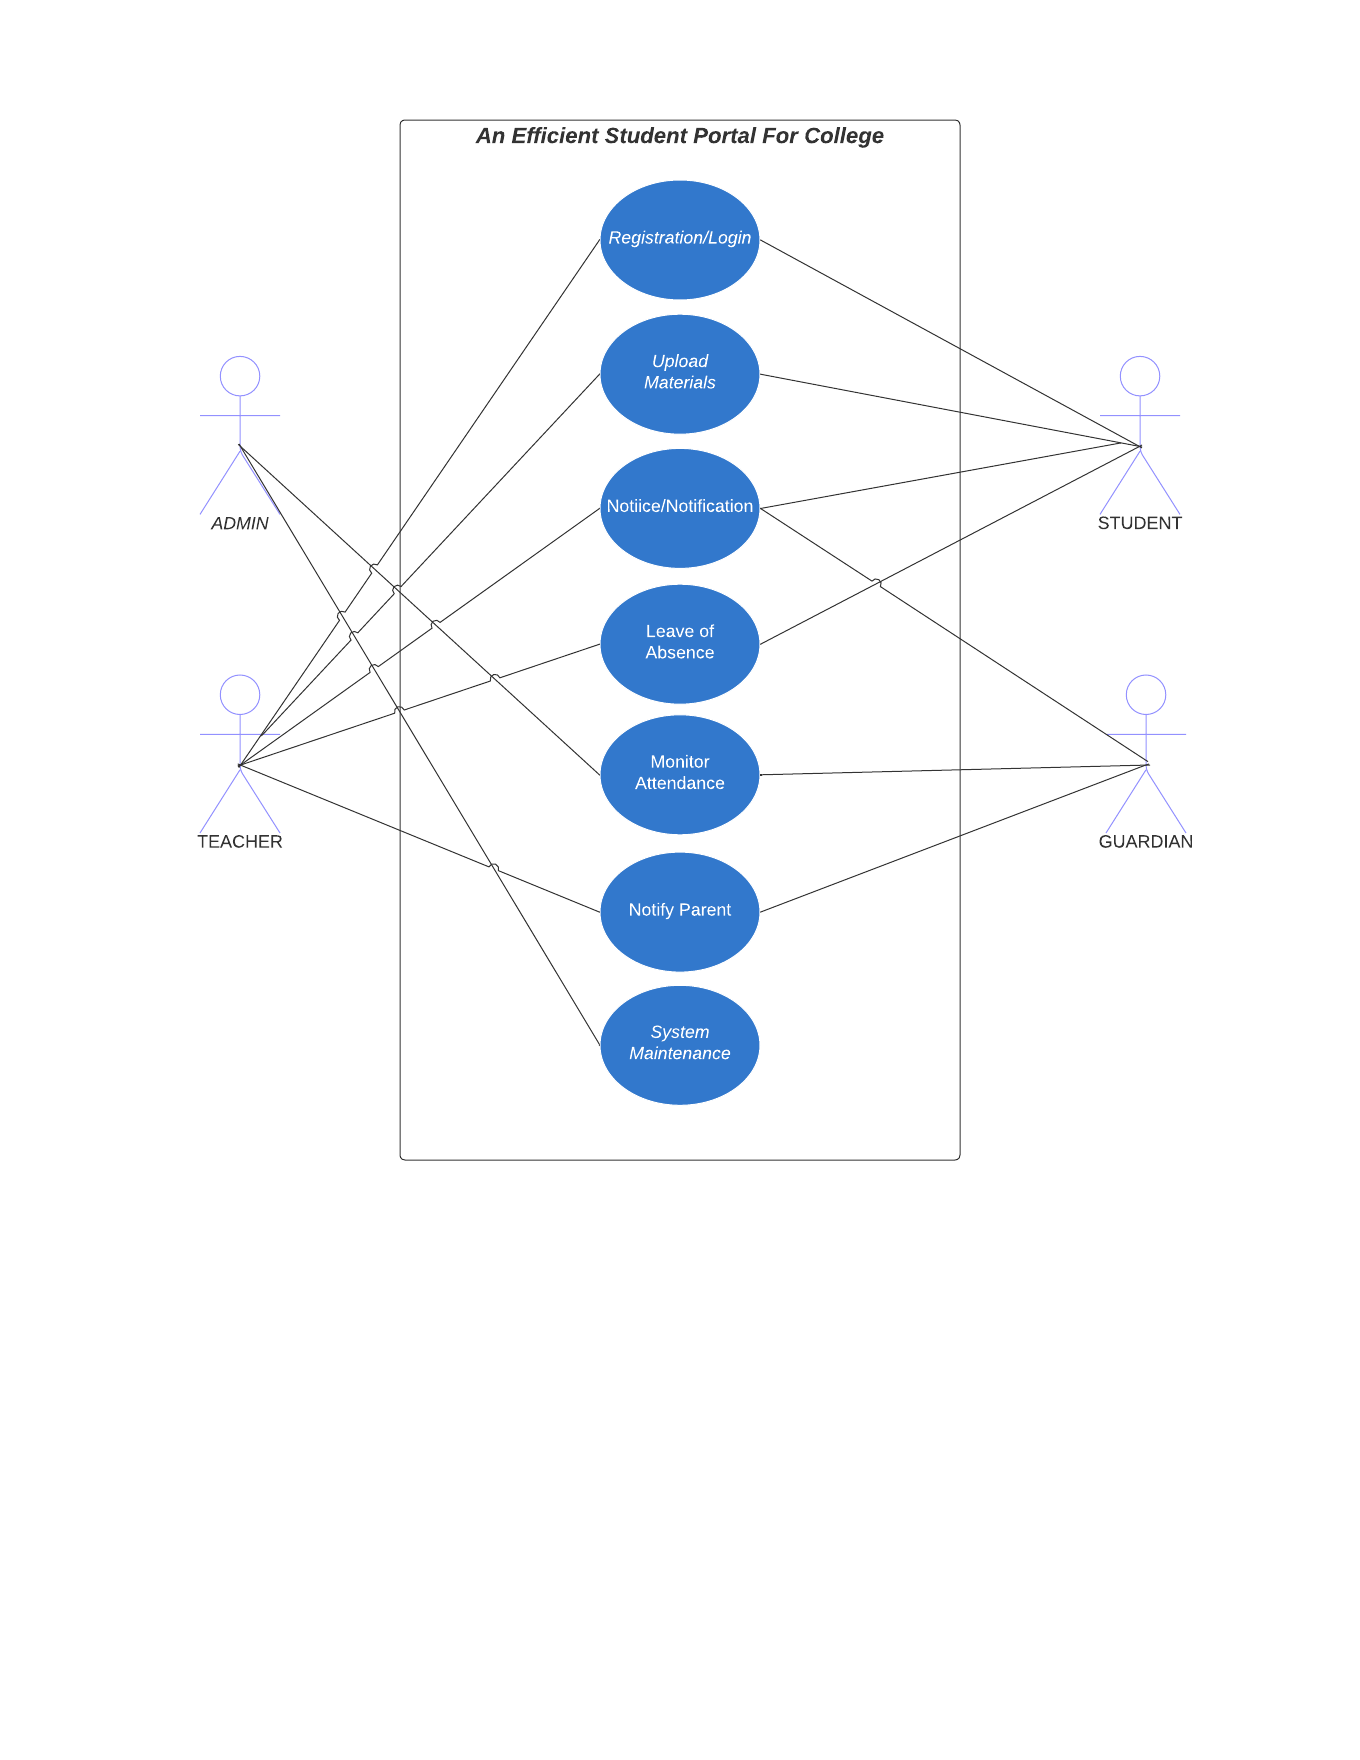 An Efficient Student Portal For College
Registration/Login
Upload
Materials
Notiice/Notification
ADMIN
STUDENT
Leave of
Absence
Monitor
Attendance
TEACHER
GUARDIAN
Notify Parent
System
Maintenance